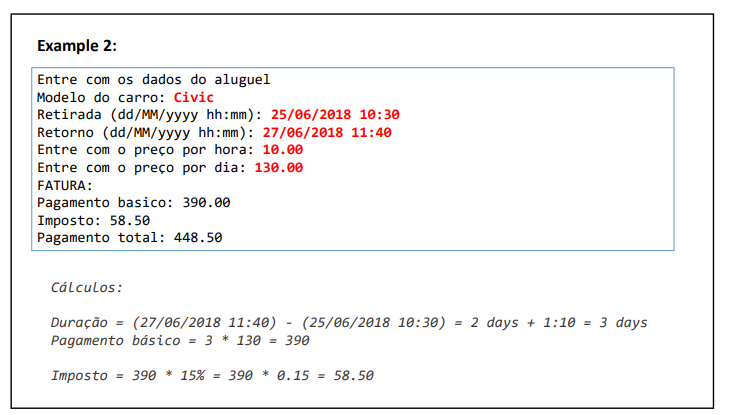 Example 2:
Entre com os dados do aluguel
Modelo do carro: Civic
Retirada (dd/MM/yyyy hh:mm): 25/06/2018 10:30
Retorno (dd/MM/yyyy hh:mm): 27/06/2018 11:40
Entre com o preço por hora: 10.00
Entre com o preço por dia: 130.00
FATURA:
Pagamento basico: 390.00
Imposto: 58.50
Pagamento total: 448.50
Cálculos:
Duração = (27/06/2018 11:40) - (25/06/2018 10:30) = 2 days + 1:10 = 3 days
Pagamento básico = 3 * 130 = 390
Imposto = 390 * 15% = 390 * 0.15 = 58.50